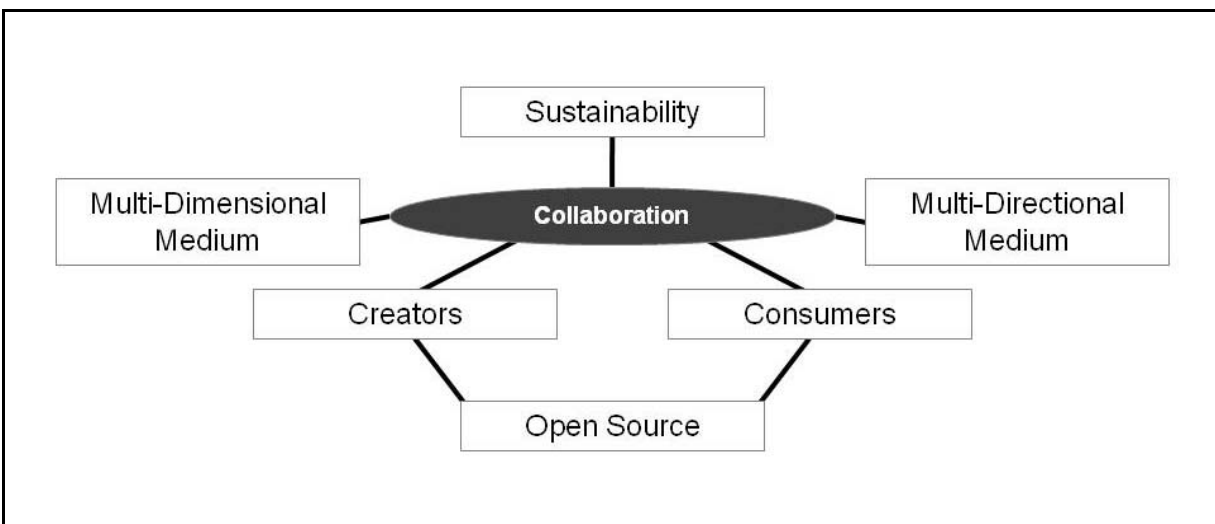 Sustainability
Multi-Dimensional
Medium
Collaboration
Multi-Directional
Medium
Creators
Consumers
Open Source